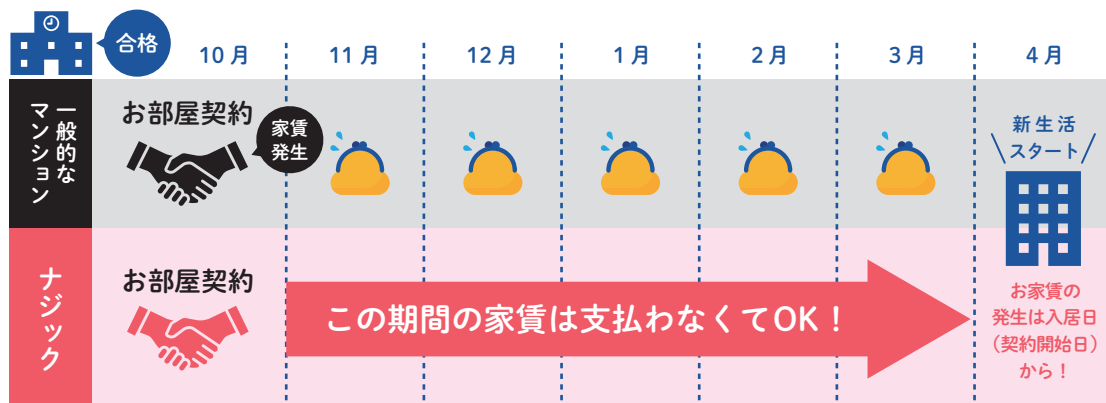 合格
10月
11月
12月
1月
2月
3月
4月
一般的な
マンション
お部屋契約
家賃
発生
新生活
スタート
ナジック
お部屋契約
この期間の家賃は支払わなくてOK！
お家賃の
発生は入居日
（契約開始日）
から！